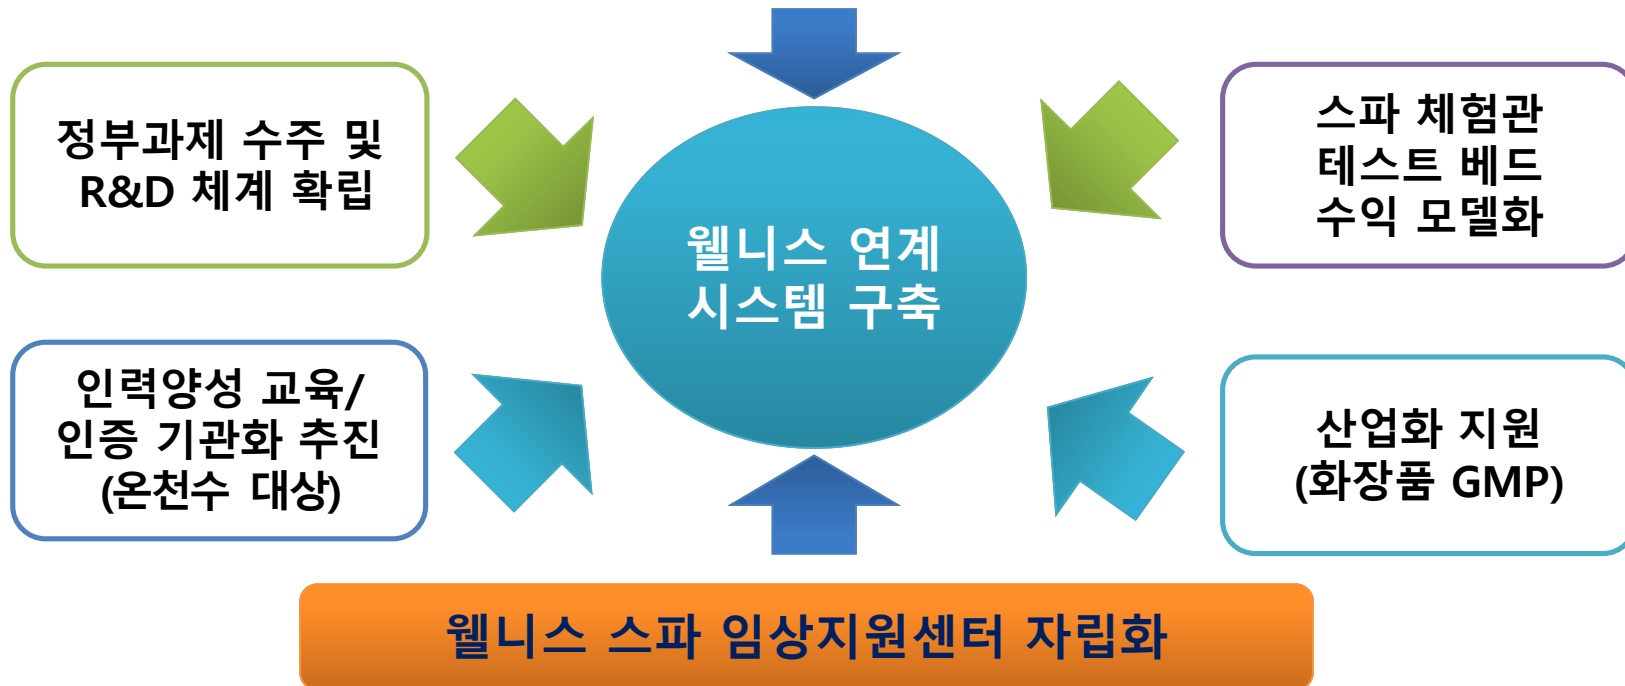 정부과제 수주 및
R&D 체계 확립
스파 체험관
테스트 베드
수익 모델화
웰니스 연계
시스템 구축
인력양성 교육/
인증 기관화 추진
(온천수 대상)
산업화 지원
(화장품 GMP)
웰니스 스파 임상지원센터 자립화